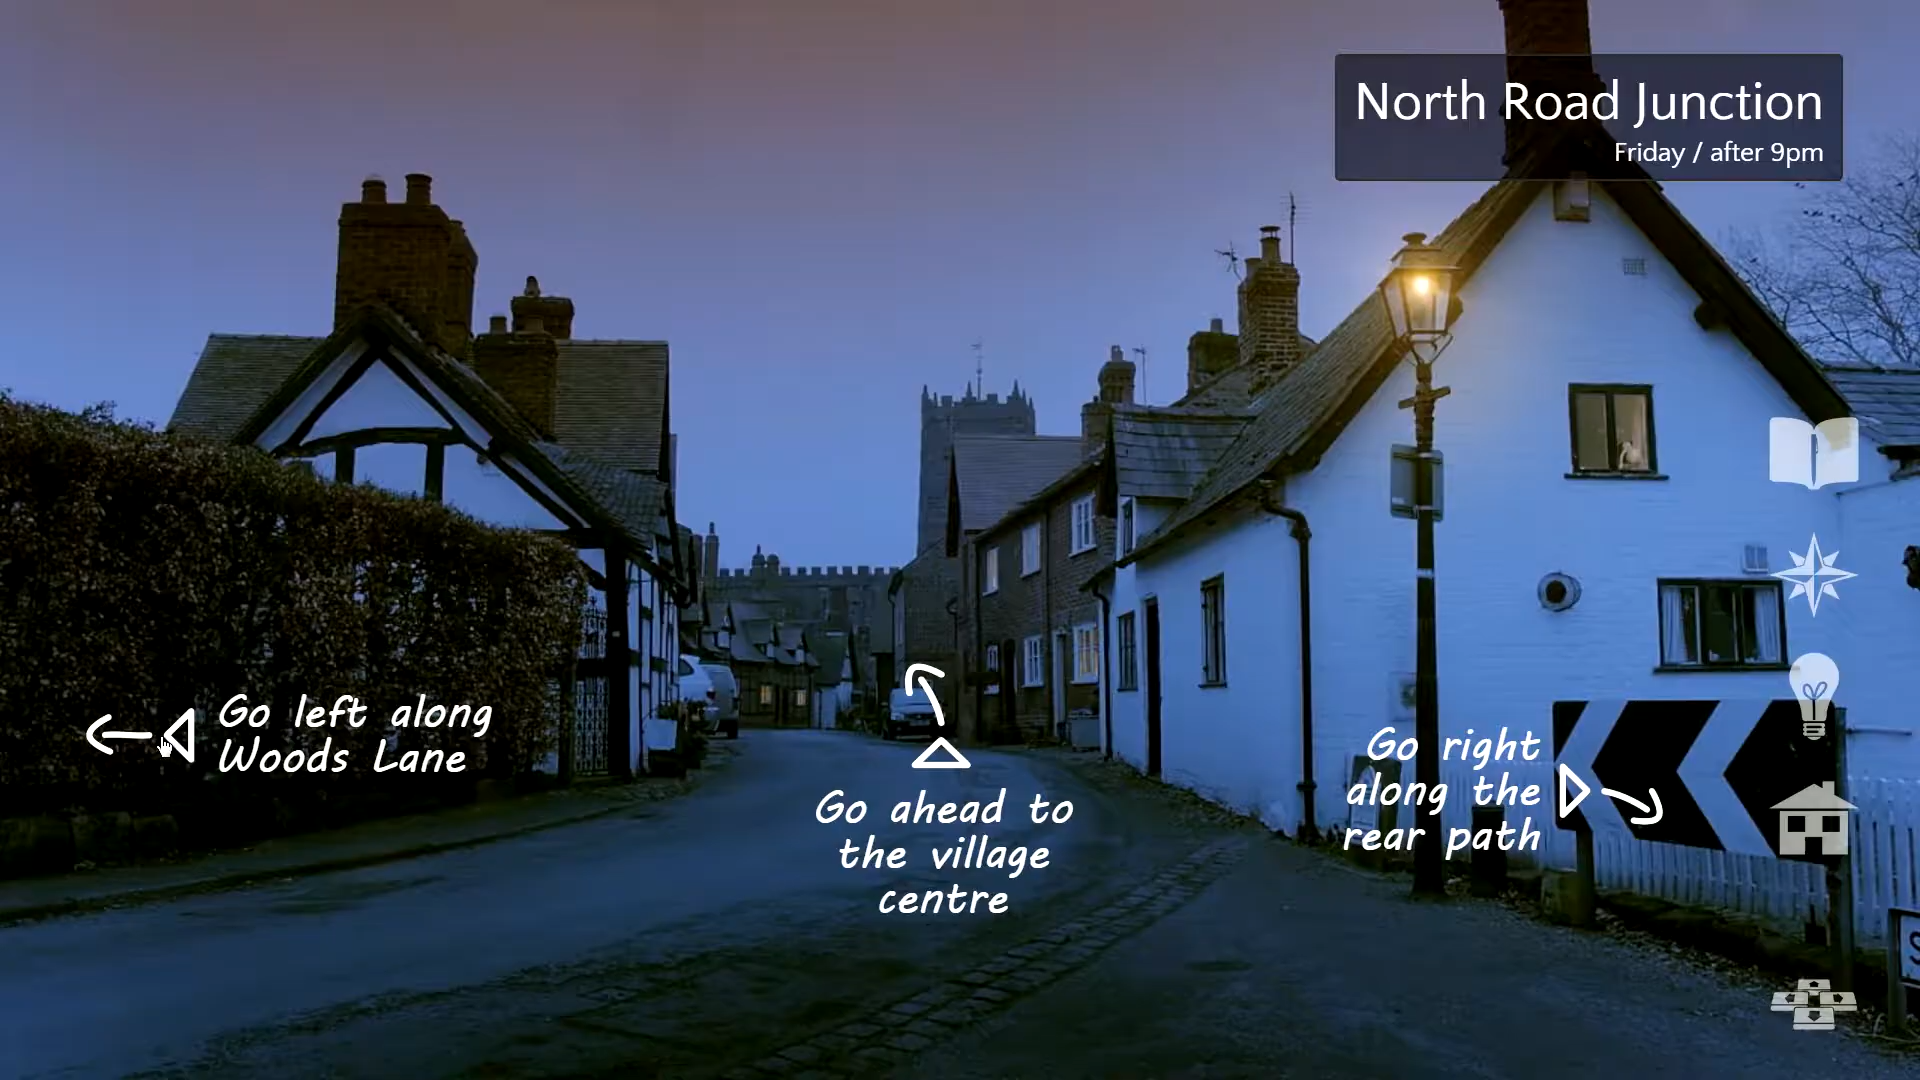 North Road Junction
Friday / after 9pm
Go left along
Woods Lane
Go ahead to
the village
centre
Go right
along the
rear path
S